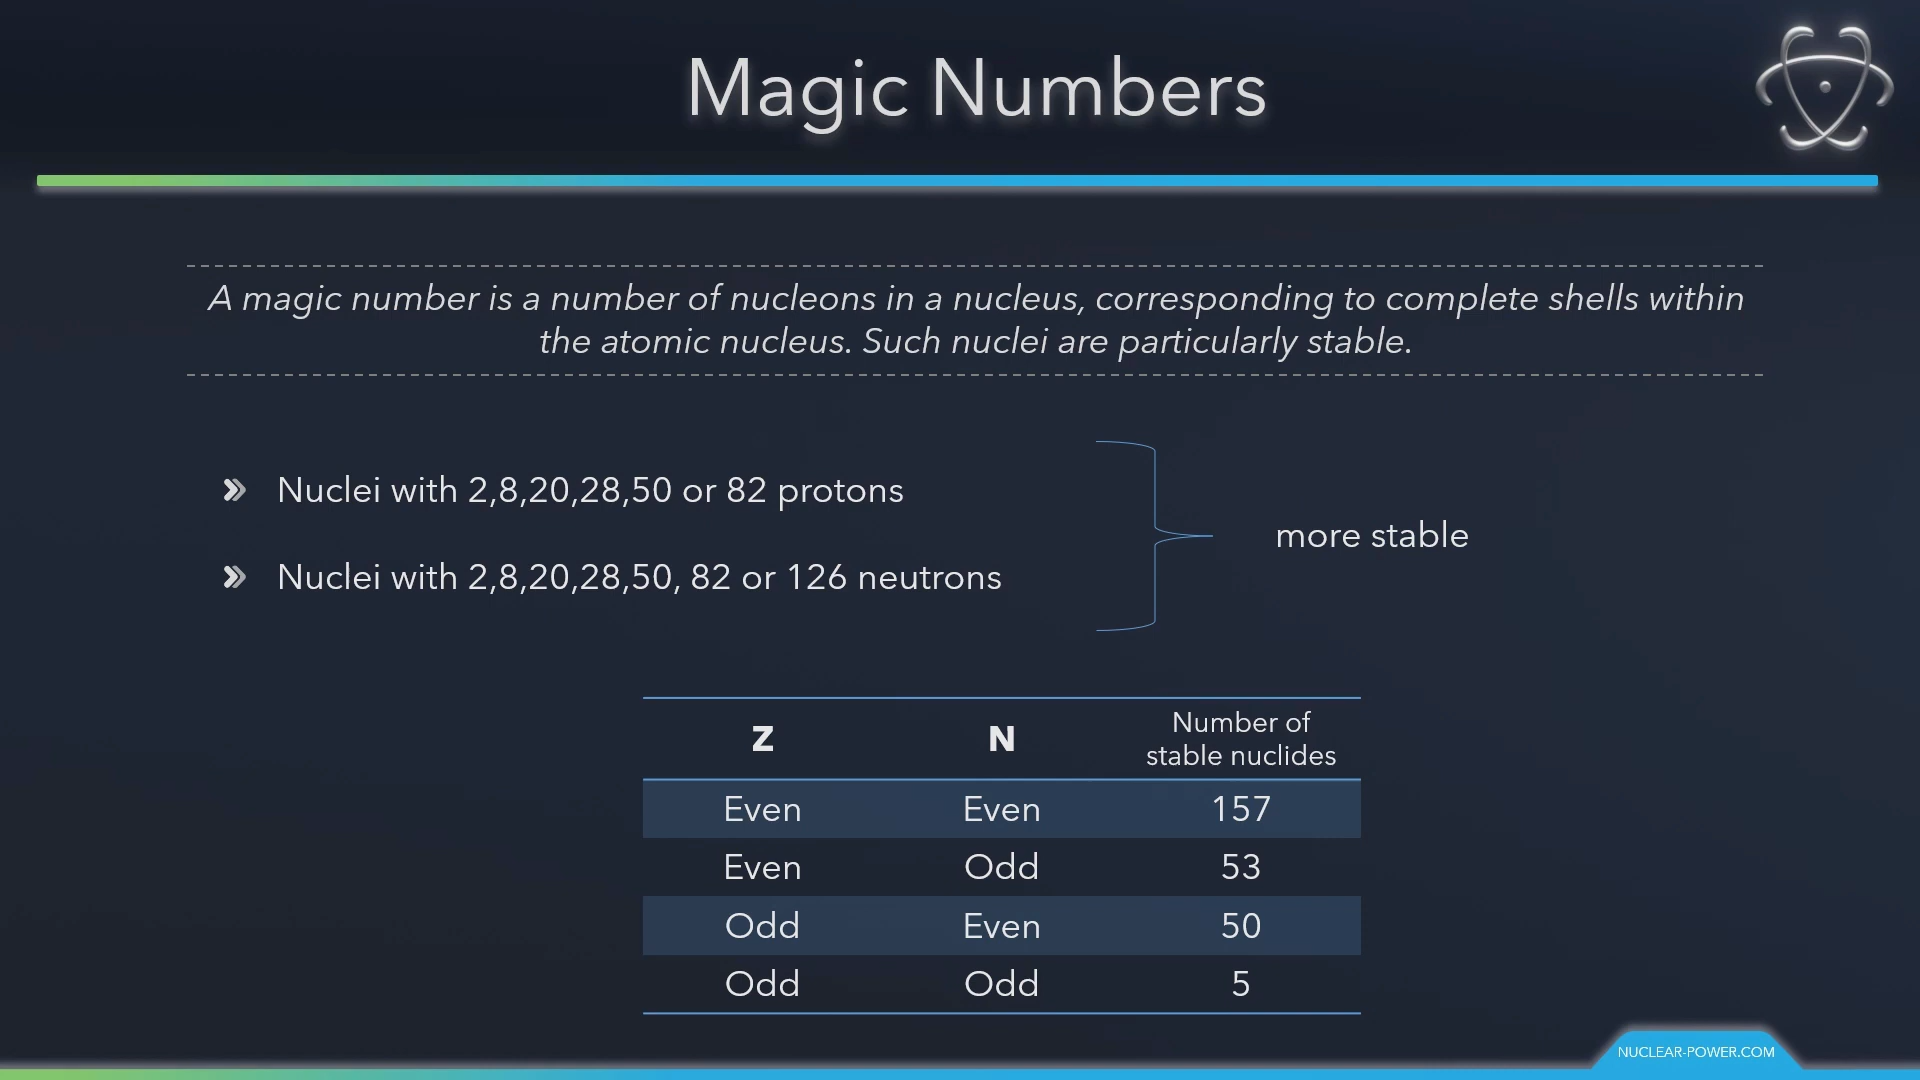 Magic Numbers
A magic number is a number of nucleons in a nucleus, corresponding to complete shells within
the atomic nucleus. Such nuclei are particularly stable.
Nuclei with 2,8,20,28,50 or 82 protons
Nuclei with 2,8,20,28,50, 82 or 126 neutrons
more stable
Z N Number of
stable nuclides
Even Even 157
Even Odd 53
Odd Even 50
Odd Odd 5
NUCLEAR-POWER.COM